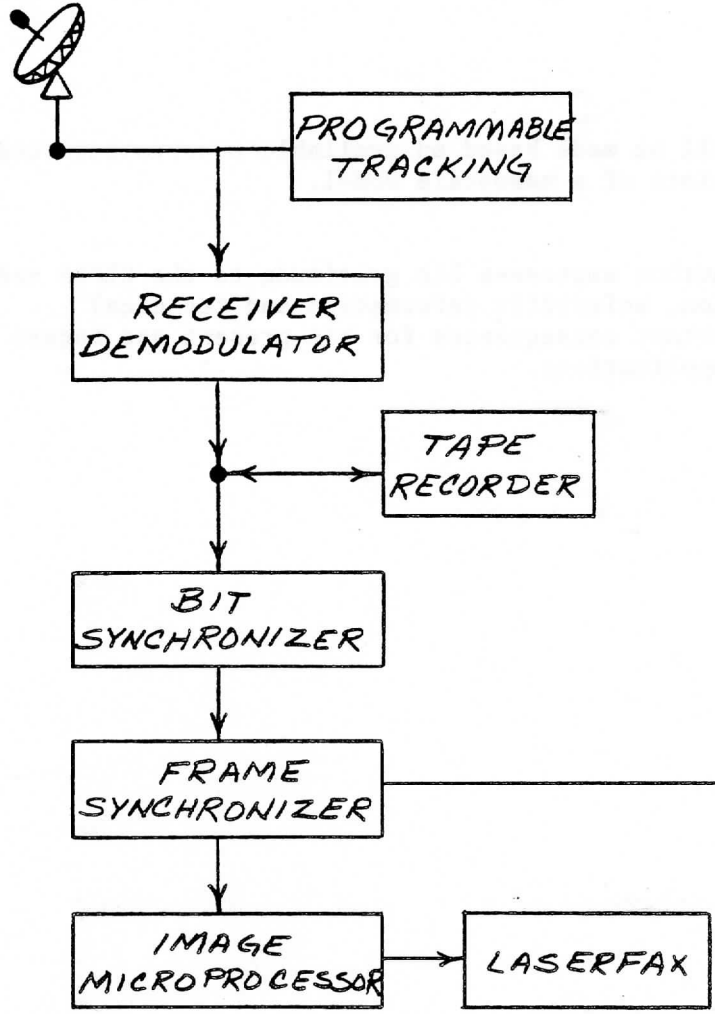 PROGRAMMABLE
TRACKING
RECEIVER
DEMODULATOR
TAPE
RECORDER
BIT
SYNCHRONIZER
FRAME
SYNCHRONIZER
IMAGE
MICROPROCESSOR
LASERFAX